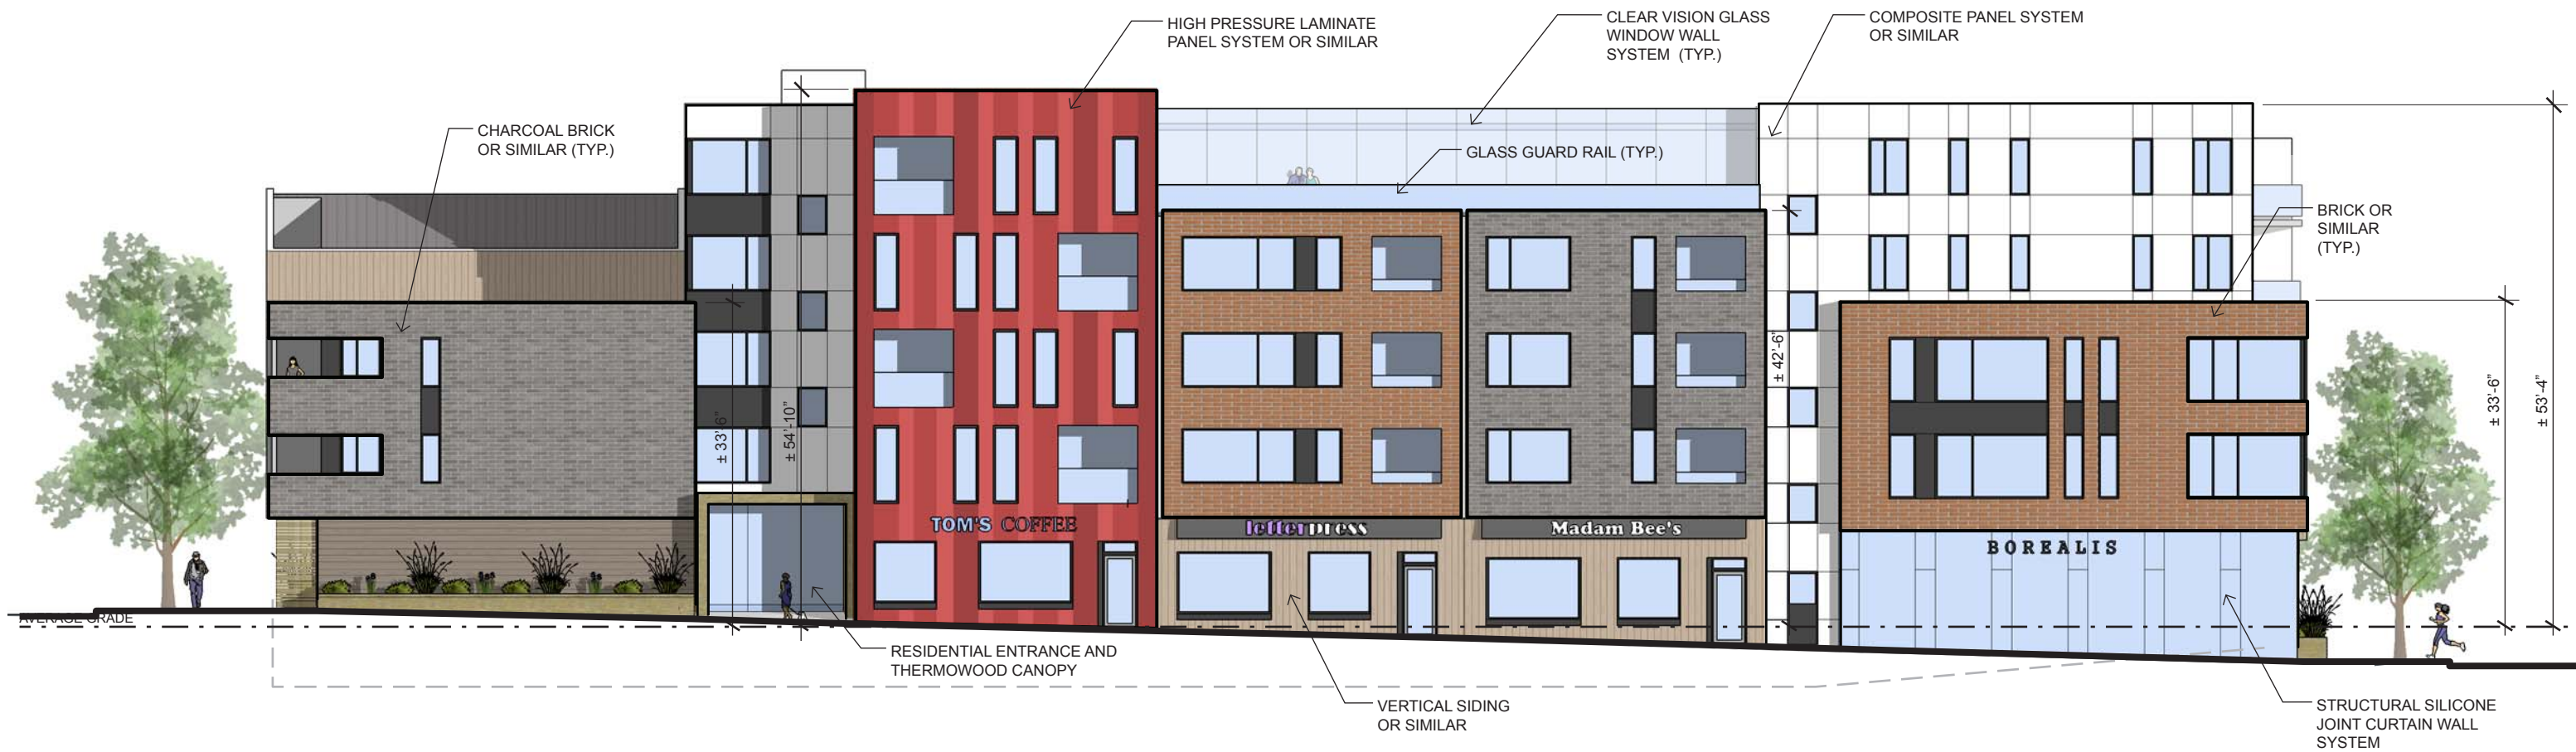 HIGH PRESSURE LAMINATE
PANEL SYSTEM OR SIMILAR
CLEAR VISION GLASS
WINDOW WALL
SYSTEM (TYP.)
COMPOSITE PANEL SYSTEM
OR SIMILAR
CHARCOAL BRICK
OR SIMILAR (TYP.)
GLASS GUARD RAIL (TYP.)
BRICK OR
SIMILAR
(TYP.)
± 33'-6"
± 54'-10"
± 42'-6"
± 33'-6"
± 53'-4"
TOM'S COFFEE
letterpress
Madam Bee's
BOREALIS
AVERAGE GRADE
RESIDENTIAL ENTRANCE AND
THERMOWOOD CANOPY
VERTICAL SIDING
OR SIMILAR
STRUCTURAL SILICONE
JOINT CURTAIN WALL
SYSTEM